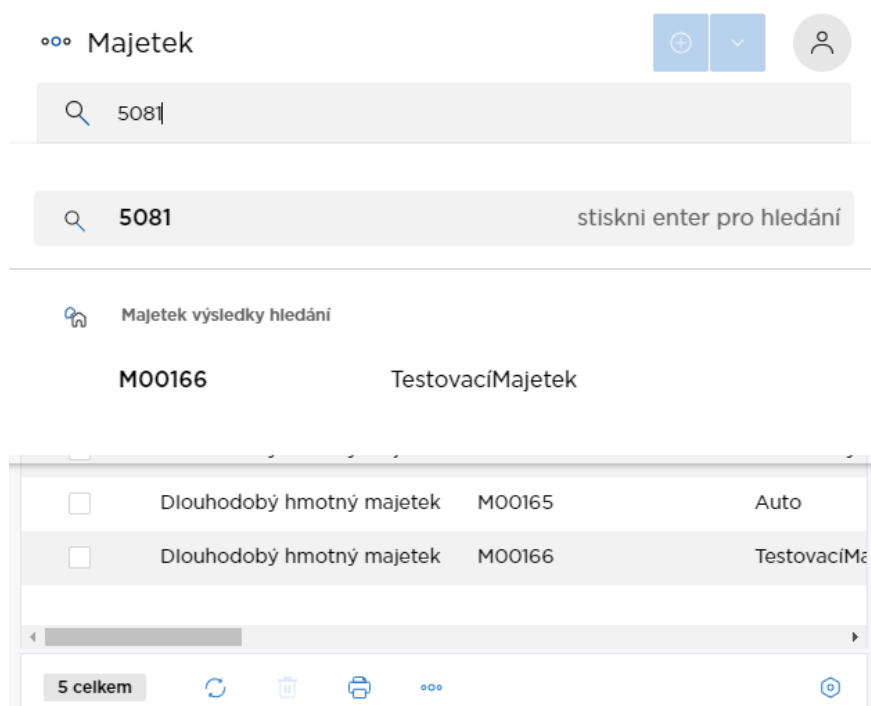 Majetek
5081
5081 stiskni enter pro hledání
Majetek výsledky hledání
M00166 TestovacíMajetek
Dlouhodobý hmotný majetek M00165 Auto
Dlouhodobý hmotný majetek M00166 TestovacíMa
5 celkem